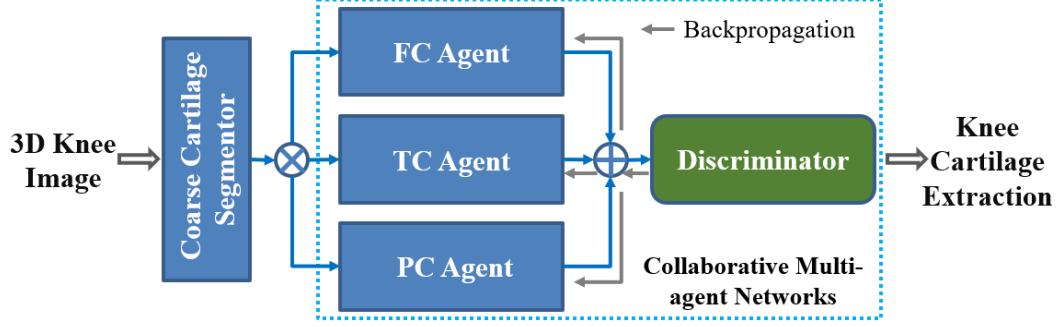 3D Knee
Image
Coarse Cartilage
Segmentor
FC Agent
TC Agent
PC Agent
Backpropagation
Discriminator
Collaborative Multi-
agent Networks
Knee
Cartilage
Extraction